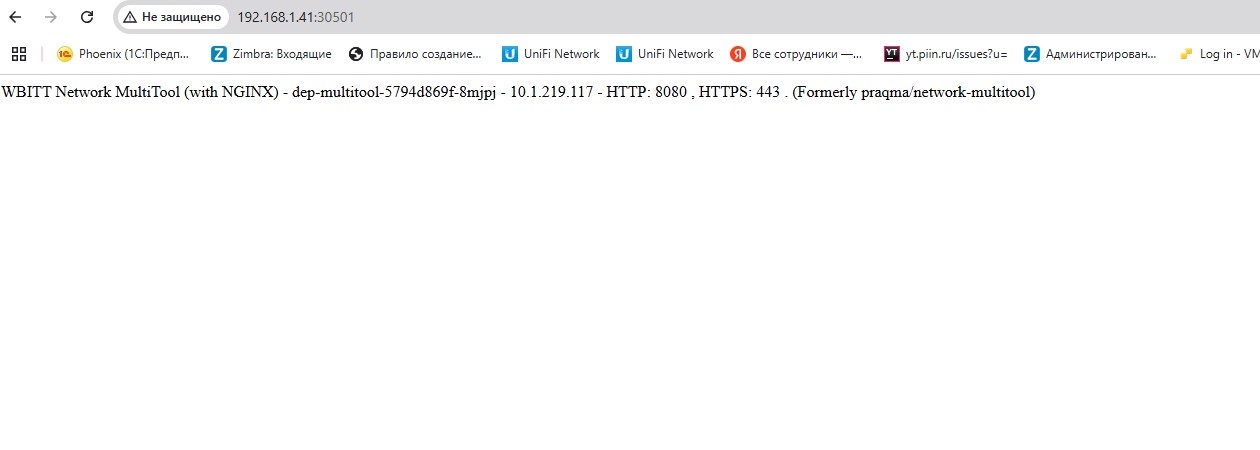 Не защищено 192.168.1.41:30501
Phoenix (1С:Предп... Zimbra: Входящие Правило создание... UniFi Network UniFi Network Все сотрудники —... yt.piin.ru/issues?u= Администрирован... Log in - VM
WBITT Network MultiTool (with NGINX) - dep-multitool-5794d869f-8mjpj - 10.1.219.117 - HTTP: 8080 , HTTPS: 443 . (Formerly praqma/network-multitool)